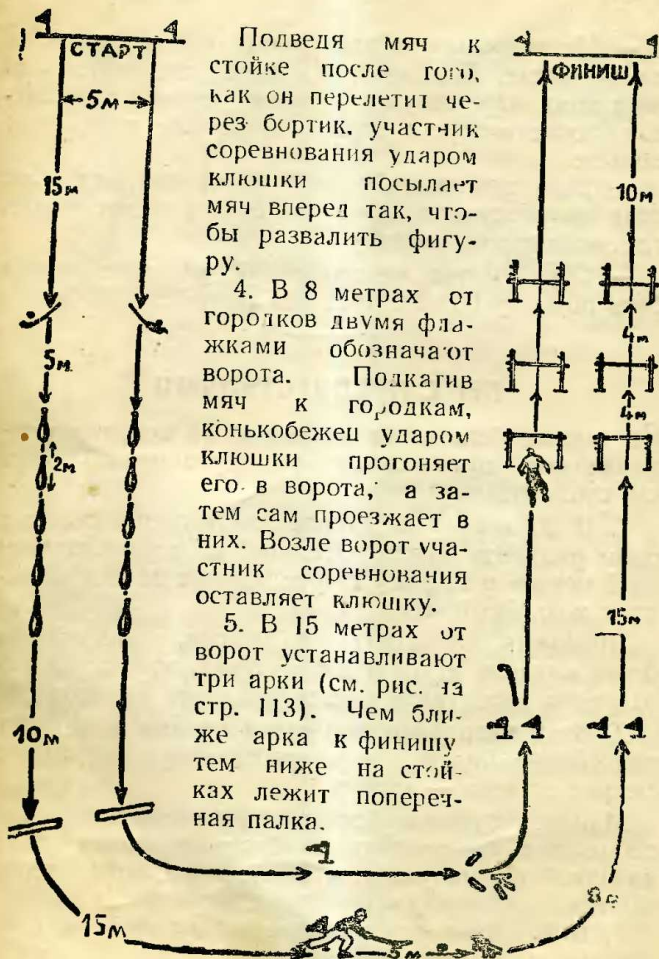 СТАРТ
5м
15м
5м
2м
10м
15м
Подведя мяч к
стойке после того,
как он перелетит че-
рез бортик, участник
соревнования ударом
клюшки посылает
мяч вперед так, что-
бы развалить фигу-
ру.
4. В 8 метрах от
городков двумя фла-
жками обозначают
ворота. Подкатив
мяч к городкам,
конькобежец ударом
клюшки прогоняет
его в ворота, а за-
тем сам проезжает в
них. Возле ворот уча-
стник соревнования
оставляет клюшку.
5. В 15 метрах от
ворот устанавливают
три арки (см. рис. на
стр. 113). Чем бли-
же арка к финишу
тем ниже на стой-
ках лежит попереч-
ная палка.
ФИНИШ
10м
4м
4м
15м
8м
5м